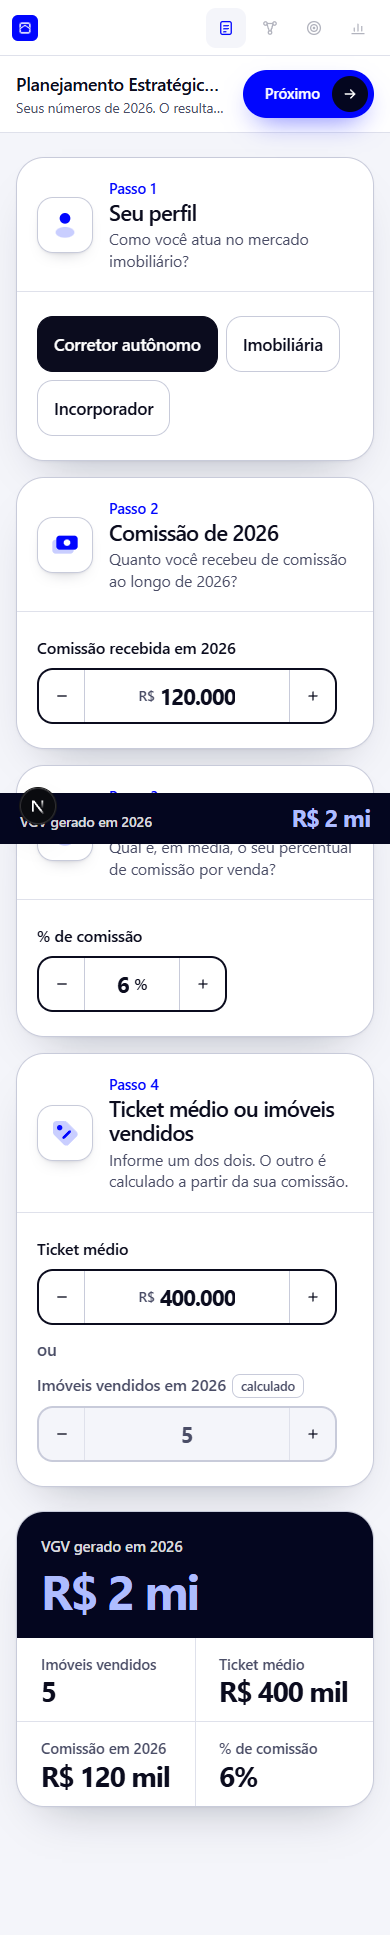 Planejamento Estratégic...
Seus números de 2026. O resulta...
Próximo
Passo 1
Seu perfil
Como você atua no mercado
imobiliário?
Corretor autônomo
Imobiliária
Incorporador
Passo 2
Comissão de 2026
Quanto você recebeu de comissão
ao longo de 2026?
Comissão recebida em 2026
− R$ 120.000 +
N
VGV gerado em 2026
R$ 2 mi
Qual é, em média, o seu percentual
de comissão por venda?
% de comissão
− 6 % +
Passo 4
Ticket médio ou imóveis
vendidos
Informe um dos dois. O outro é
calculado a partir da sua comissão.
Ticket médio
− R$ 400.000 +
ou
Imóveis vendidos em 2026 calculado
− 5 +
VGV gerado em 2026
R$ 2 mi
Imóveis vendidos
5
Ticket médio
R$ 400 mil
Comissão em 2026
R$ 120 mil
% de comissão
6%